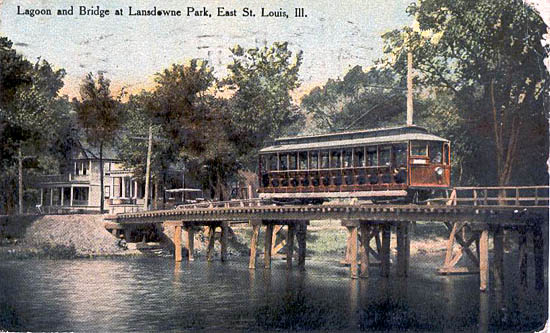 Lagoon and Bridge at Lansdowne Park, East St. Louis, Ill.